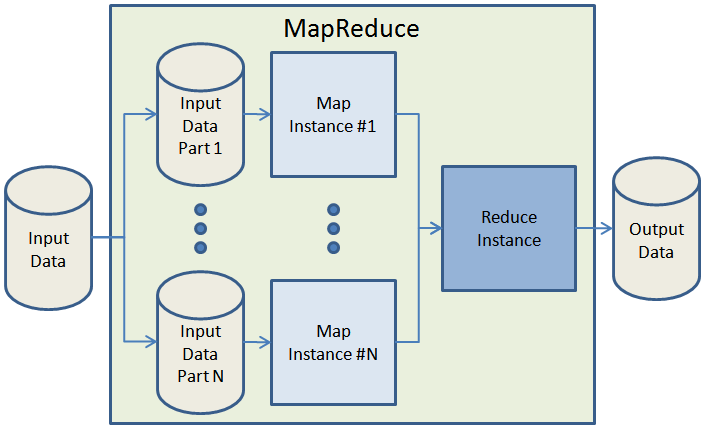 MapReduce
Input
Data
Input
Data
Part 1
Map
Instance #1
Input
Data
Part N
Map
Instance #N
Reduce
Instance
Output
Data